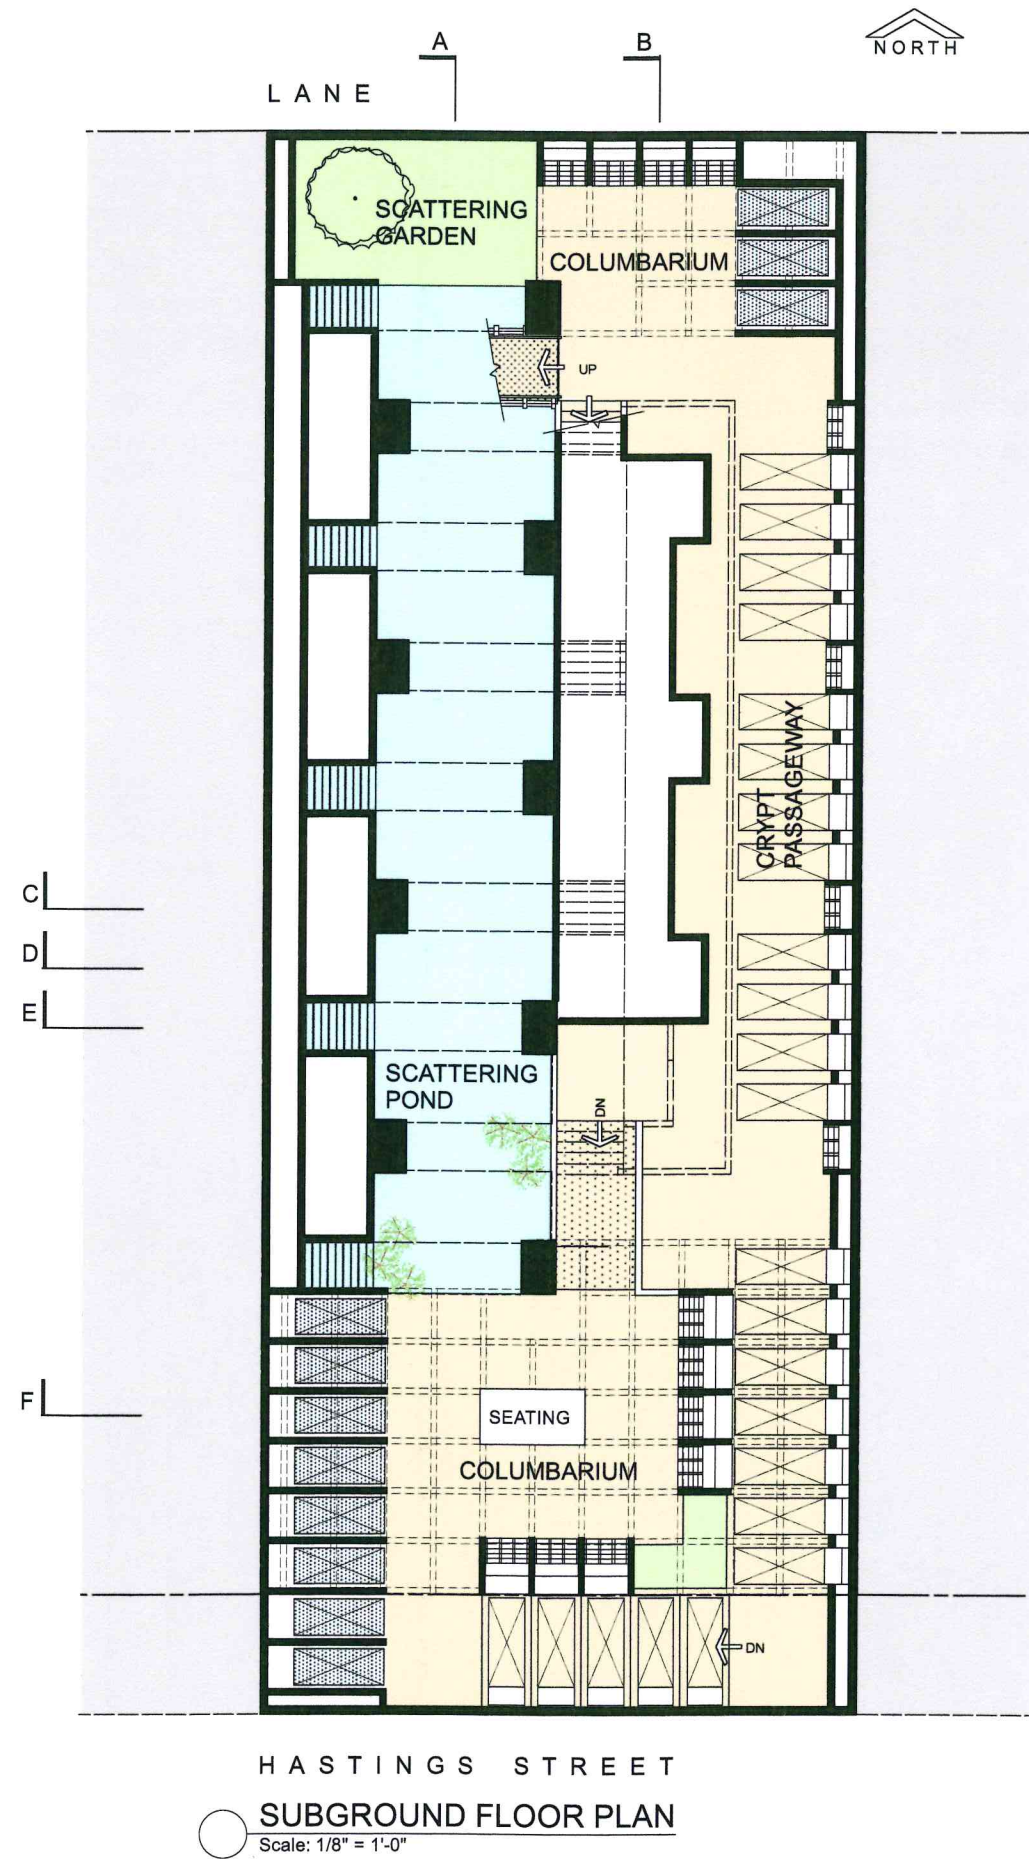 A
B
NORTH
LANE
SCATTERING
GARDEN
COLUMBARIUM
UP
CRYPT
PASSAGEWAY
C
D
E
SCATTERING
POND
DN
F
SEATING
COLUMBARIUM
DN
HASTINGS STREET
SUBGROUND FLOOR PLAN
Scale: 1/8" = 1'-0"